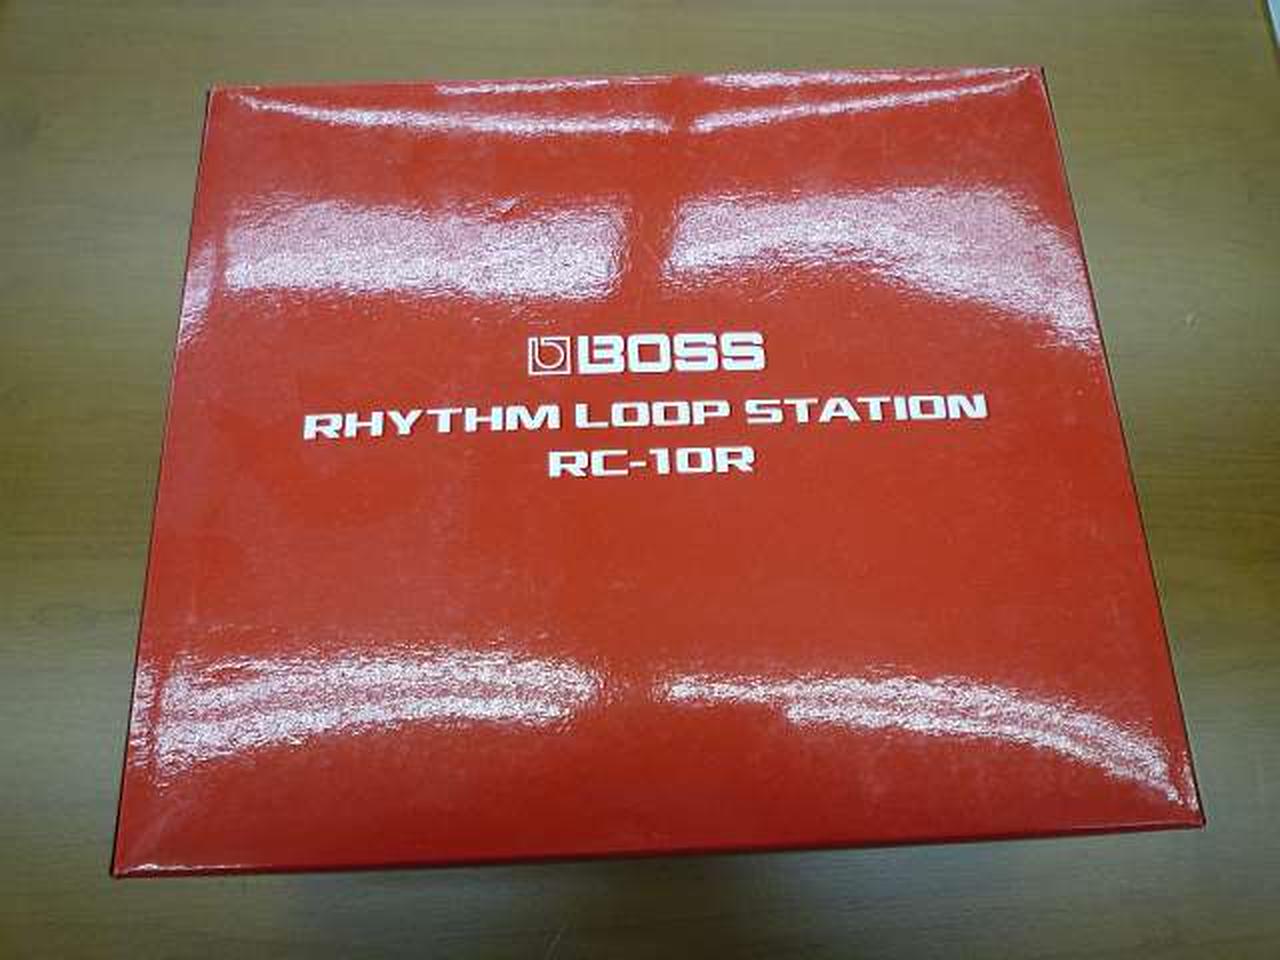 BOSS
RHYTHM LOOP STATION
RC-10R